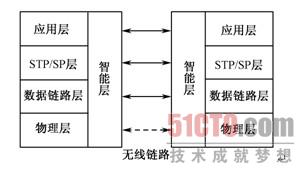 应用层
STP/SP层
数据链路层
物理层
智能层
智能层
应用层
STP/SP层
数据链路层
物理层
无线链路
51CTO.com
技术成就梦想